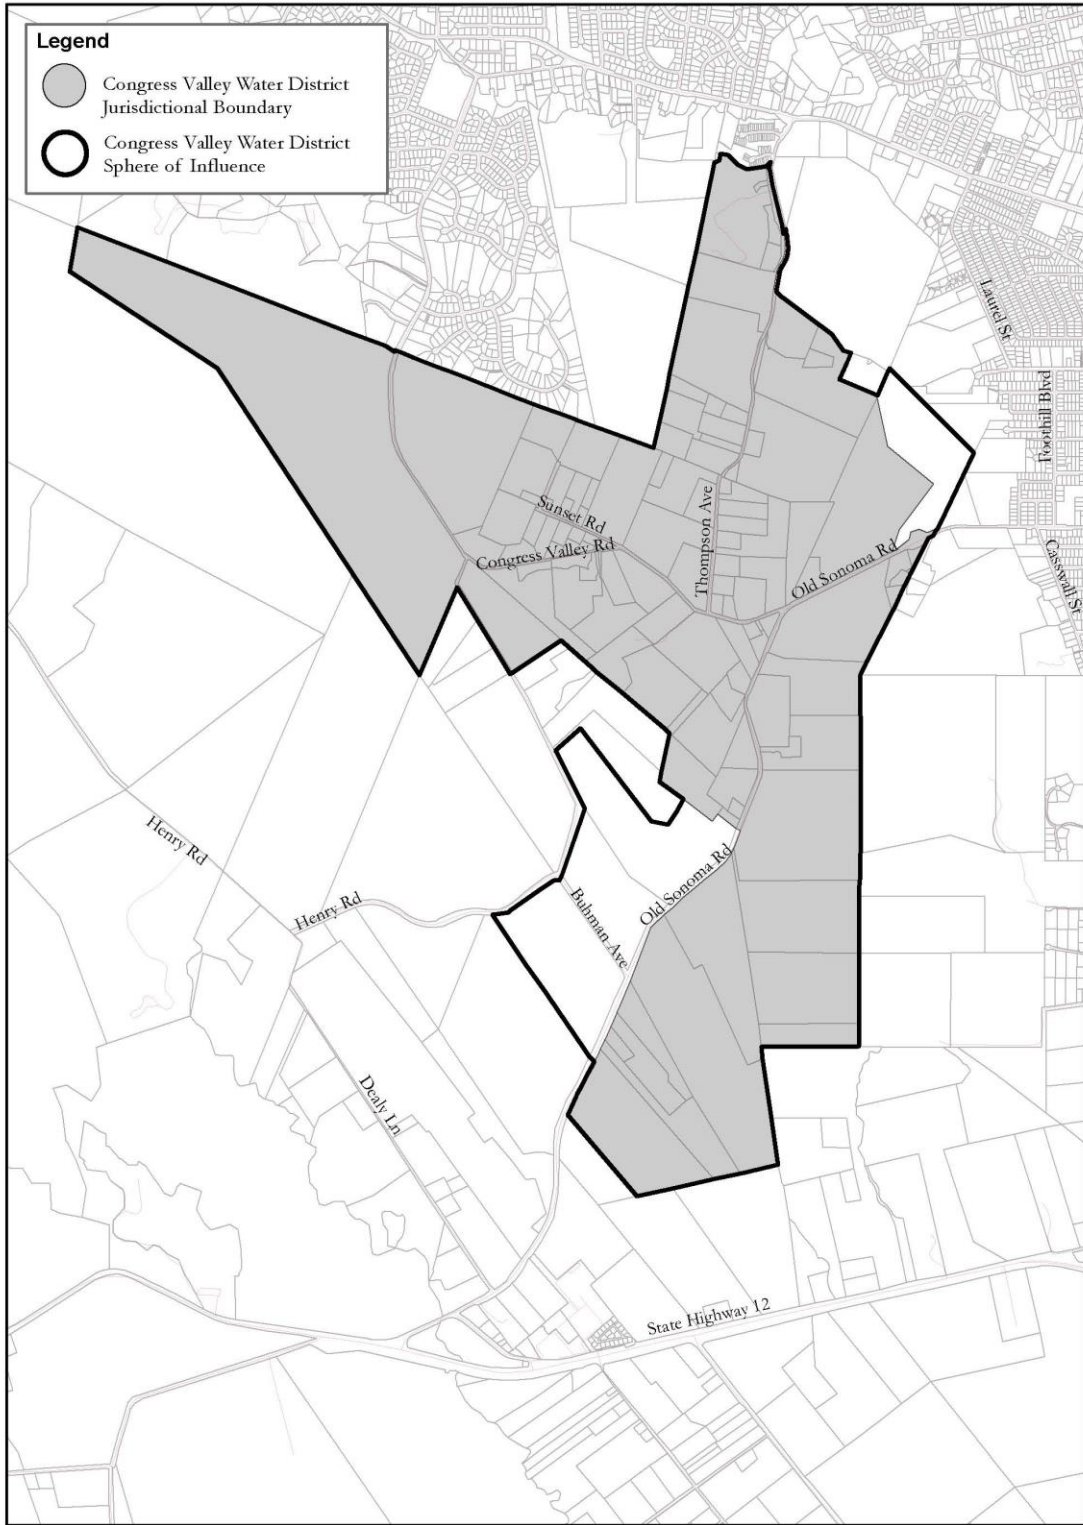 Legend
Congress Valley Water District
Jurisdictional Boundary
Congress Valley Water District
Sphere of Influence
Laurel St
Foothill Blvd
Sunset Rd
Thompson Ave
Congress Valley Rd
Old Sonoma Rd
Casswall St
Henry Rd
Henry Rd
Buhman Ave
Old Sonoma Rd
Dealy Ln
State Highway 12